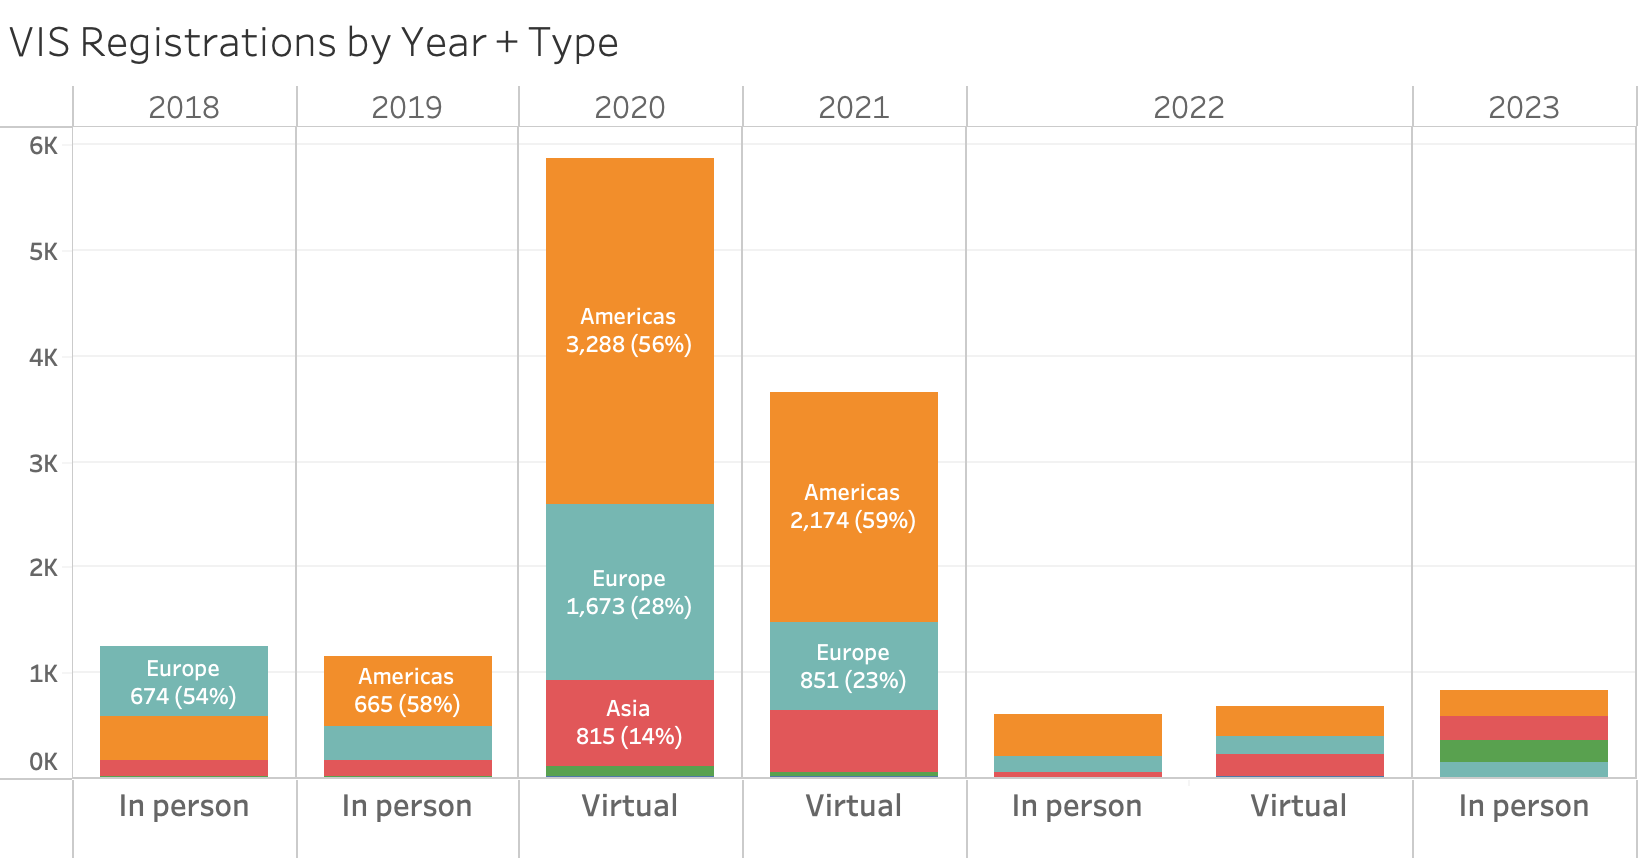 VIS Registrations by Year + Type
2018 2019 2020 2021 2022 2023
6K
5K
4K
3K
2K
1K
0K
Europe
674 (54%)
Americas
665 (58%)
Americas
3,288 (56%)
Europe
1,673 (28%)
Asia
815 (14%)
Americas
2,174 (59%)
Europe
851 (23%)
In person In person Virtual Virtual In person Virtual In person